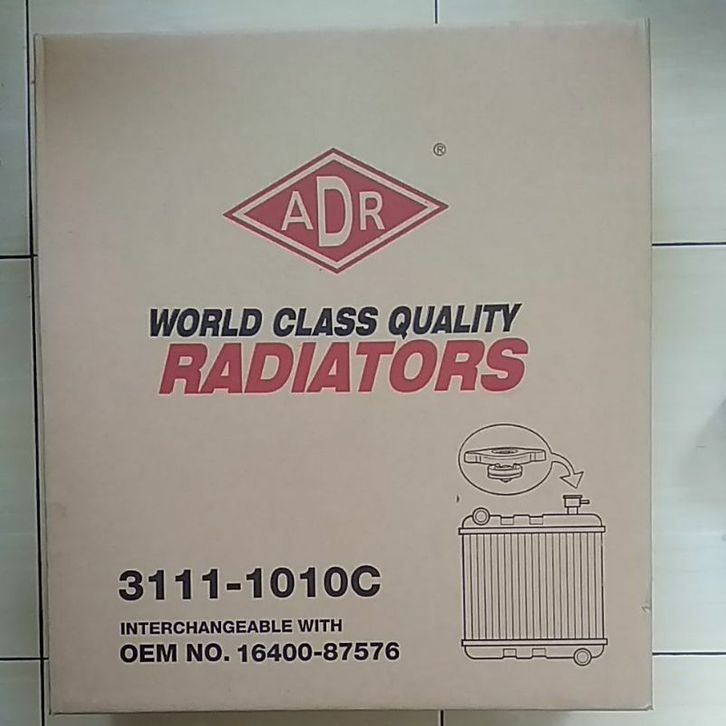 ADR
®
WORLD CLASS QUALITY
RADIATORS
3111-1010C
INTERCHANGEABLE WITH
OEM NO. 16400-87576